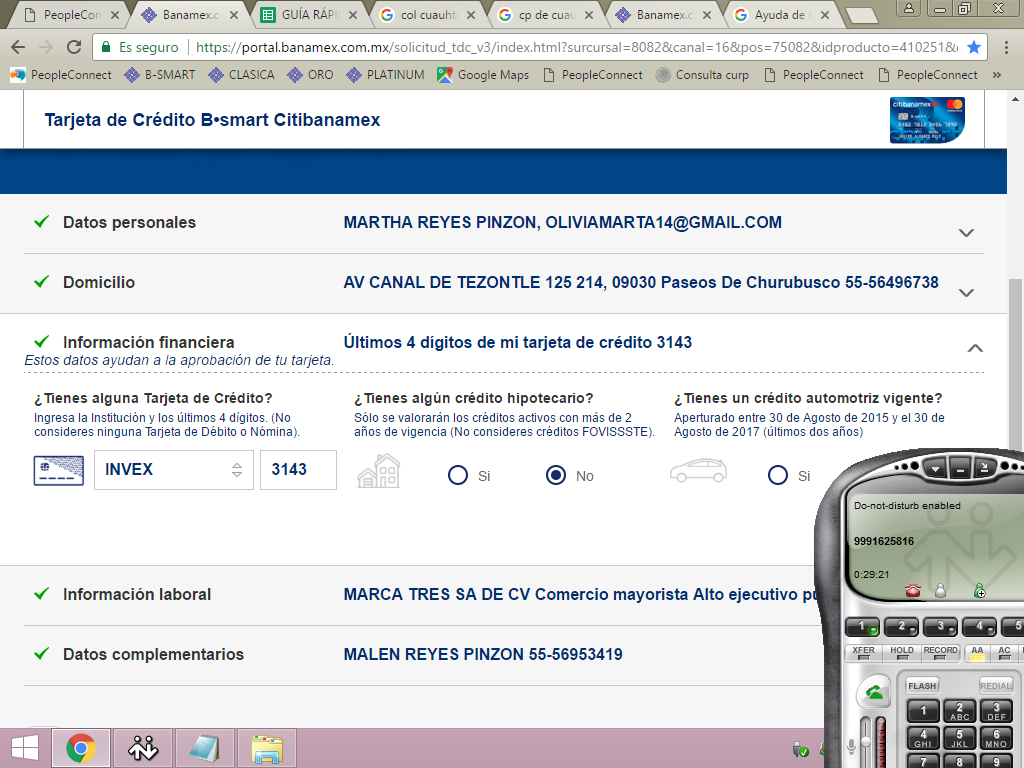 PeopleCon
Banamex.c
GUÍA RÁPI
col cuauht
cp de cuau
Banamex.c
Ayuda de
Es seguro
https://portal.banamex.com.mx/solicitud_tdc_v3/index.html?surcursal=8082&canal=16&pos=75082&idproducto=410251&
PeopleConnect
B-SMART
CLASICA
ORO
PLATINUM
Google Maps
PeopleConnect
Consulta curp
PeopleConnect
PeopleConnect
»
Tarjeta de Crédito B•smart Citibanamex
citibanamex
Datos personales
MARTHA REYES PINZON, OLIVIAMARTA14@GMAIL.COM
Domicilio
AV CANAL DE TEZONTLE 125 214, 09030 Paseos De Churubusco 55-56496738
Información financiera
Últimos 4 dígitos de mi tarjeta de crédito 3143
Estos datos ayudan a la aprobación de tu tarjeta.
¿Tienes alguna Tarjeta de Crédito?
Ingresa la Institución y los últimos 4 dígitos. (No
consideres ninguna Tarjeta de Débito o Nómina).
¿Tienes algún crédito hipotecario?
Sólo se valorarán los créditos activos con más de 2
años de vigencia (No consideres créditos FOVISSSTE).
¿Tienes un crédito automotriz vigente?
Aperturado entre 30 de Agosto de 2015 y el 30 de
Agosto de 2017 (últimos dos años)
INVEX
3143
Si
No
Si
Do-not-disturb enabled
9991625816
0:29:21
Información laboral
MARCA TRES SA DE CV Comercio mayorista Alto ejecutivo pu
Datos complementarios
MALEN REYES PINZON 55-56953419
1
2
3
4
5
XFER
HOLD
RECORD
AA
AC
FLASH
REDIAL
1
2 ABC
3 DEF
4 GHI
5 JKL
6 MNO
7
8
9